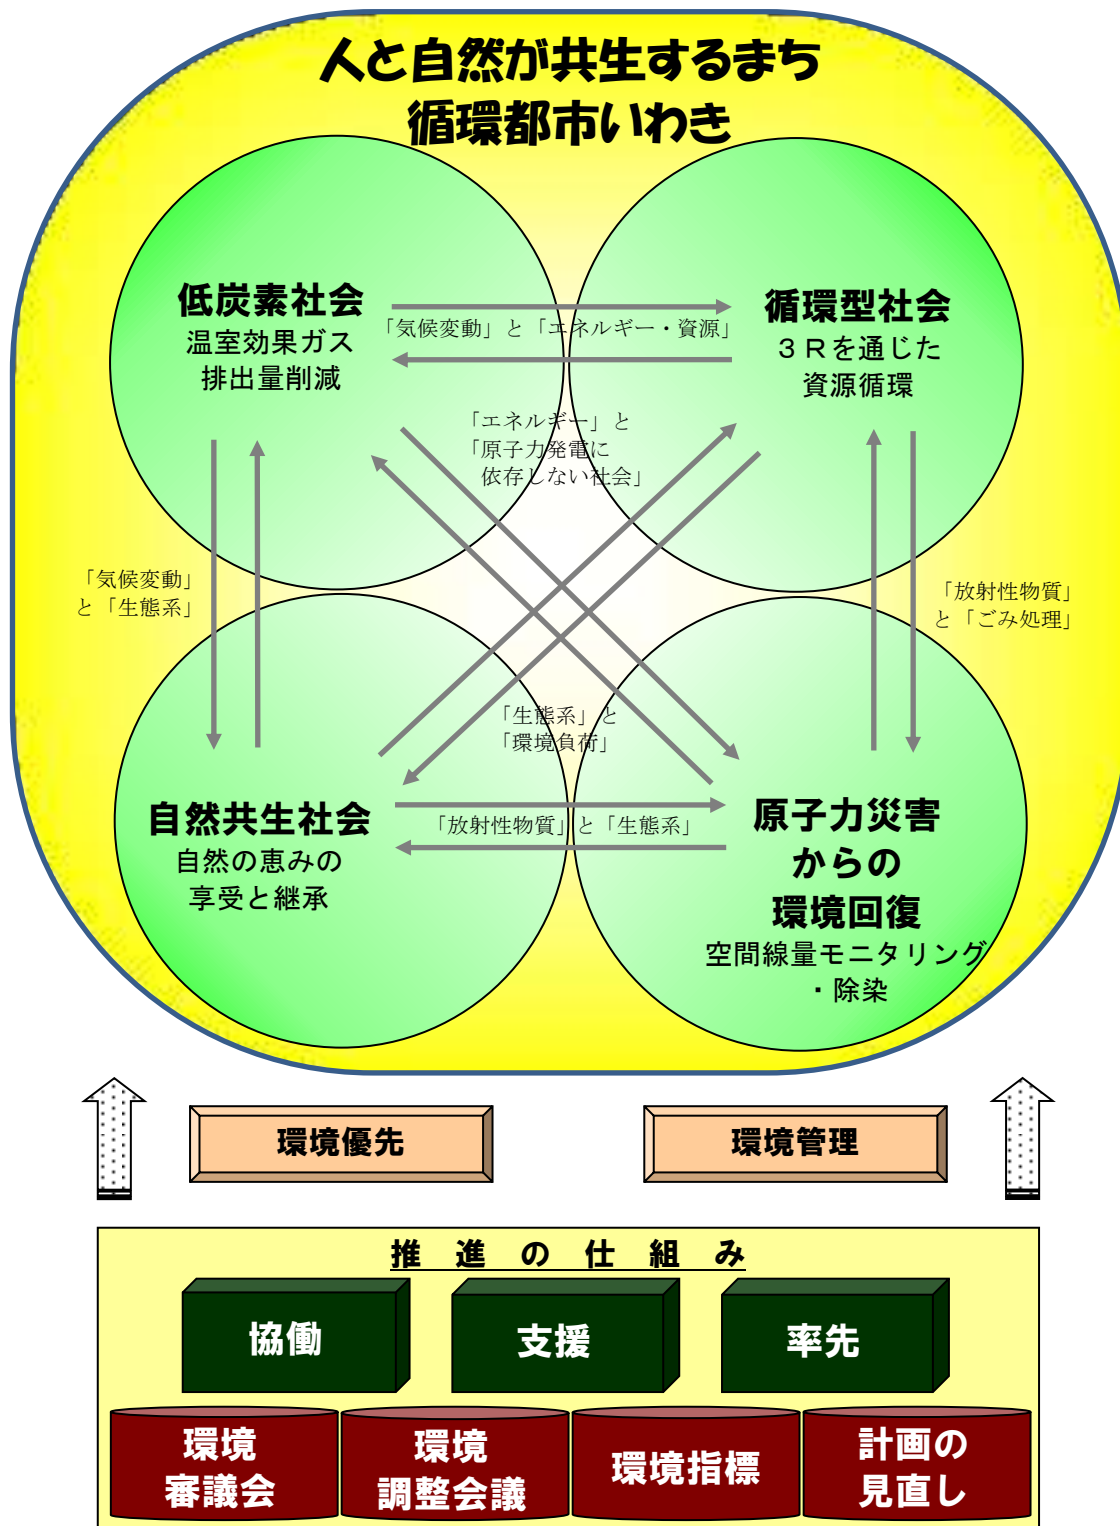 人と自然が共生するまち
循環都市いわき
低炭素社会
温室効果ガス
排出量削減
循環型社会
３Ｒを通じた
資源循環
「気候変動」と「エネルギー・資源」
「エネルギー」と
「原子力発電に
依存しない社会」
「気候変動」
と「生態系」
「放射性物質」
と「ごみ処理」
「生態系」と
「環境負荷」
自然共生社会
自然の恵みの
享受と継承
「放射性物質」と「生態系」
原子力災害
からの
環境回復
空間線量モニタリング
・除染
環境優先
環境管理
推進の仕組み
協働
支援
率先
環境
審議会
環境
調整会議
環境指標
計画の
見直し